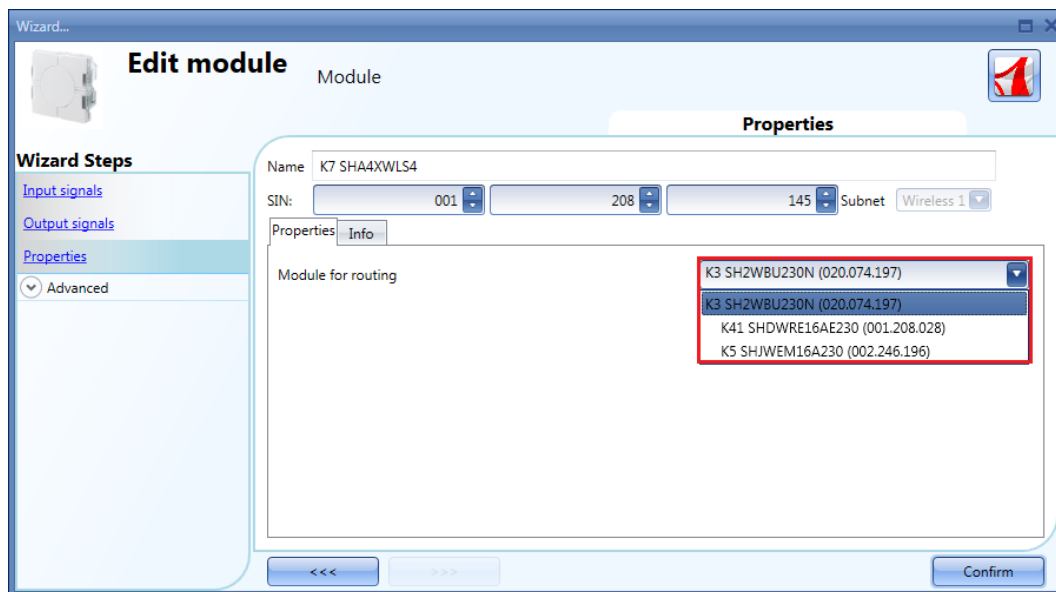 Wizard...
Edit module
Module
Properties
Wizard Steps
Input signals
Output signals
Properties
Advanced
Name K7 SHA4XWLS4
SIN: 001 208 145 Subnet Wireless 1
Properties Info
Module for routing
K3 SH2WBU230N (020.074.197)
K3 SH2WBU230N (020.074.197)
K41 SHDWRE16AE230 (001.208.028)
K5 SHJWEM16A230 (002.246.196)
<<< >>> Confirm